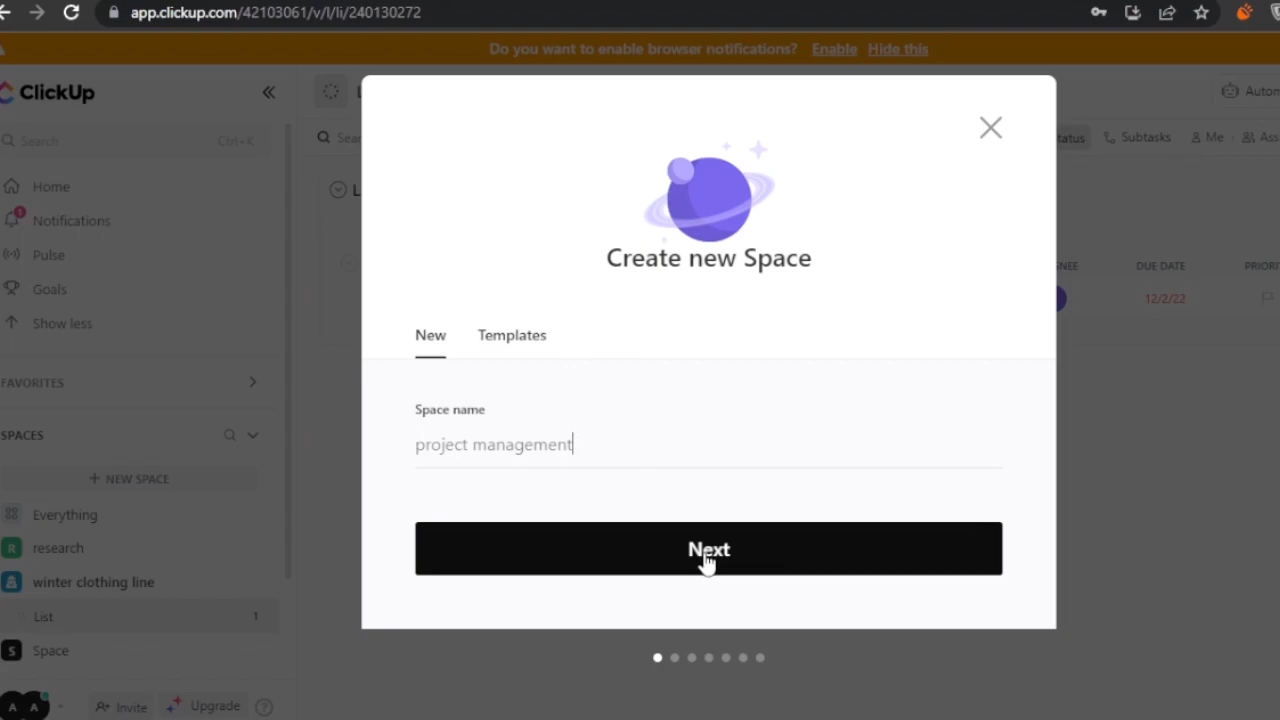 app.clickup.com/42103061/v/l/li/240130272
Do you want to enable browser notifications? Enable Hide this
ClickUp
Search Ctrl+K
Home
Notifications
1
Pulse
Goals
Show less
FAVORITES
SPACES
+ NEW SPACE
Everything
R research
winter clothing line
List 1
S Space
A A Invite Upgrade ?
Subtasks Me
DUE DATE
12/2/22
Create new Space
New Templates
Space name
project management
Next